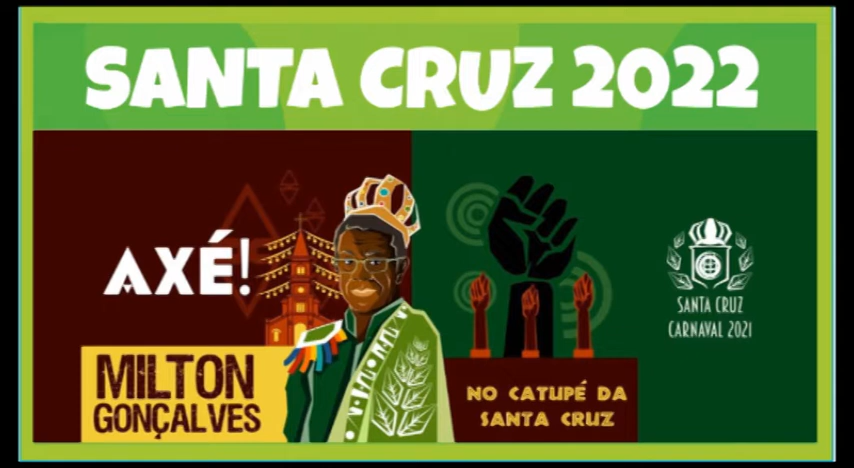 SANTA CRUZ 2022
AXÉ!
MILTON
GONÇALVES
NO CATUPÉ DA
SANTA CRUZ
SANTA CRUZ
CARNAVAL 2021